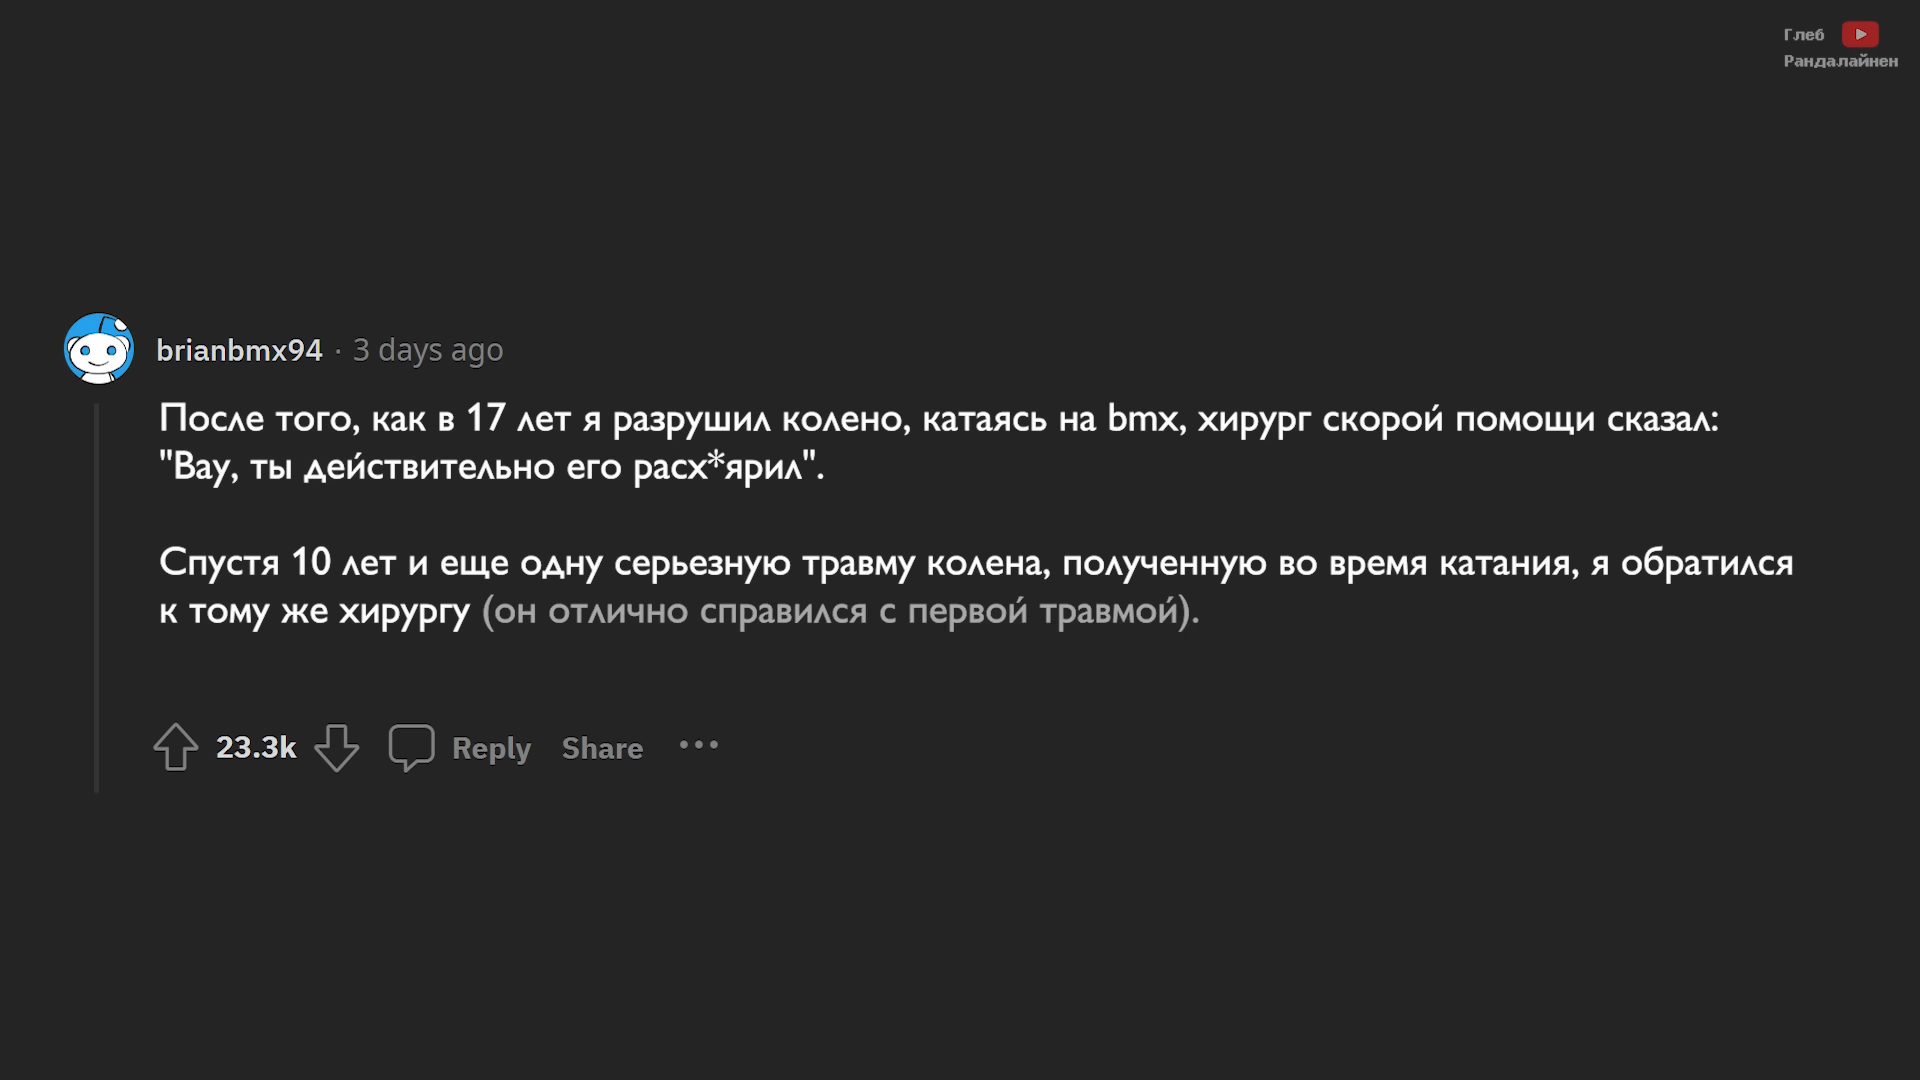 Глеб
Рандалайнен
brianbmx94 · 3 days ago
После того, как в 17 лет я разрушил колено, катаясь на bmx, хирург скорой помощи сказал:
"Вау, ты действительно его расх*ярил".
Спустя 10 лет и еще одну серьезную травму колена, полученную во время катания, я обратился
к тому же хирургу (он отлично справился с первой травмой).
23.3k Reply Share ···